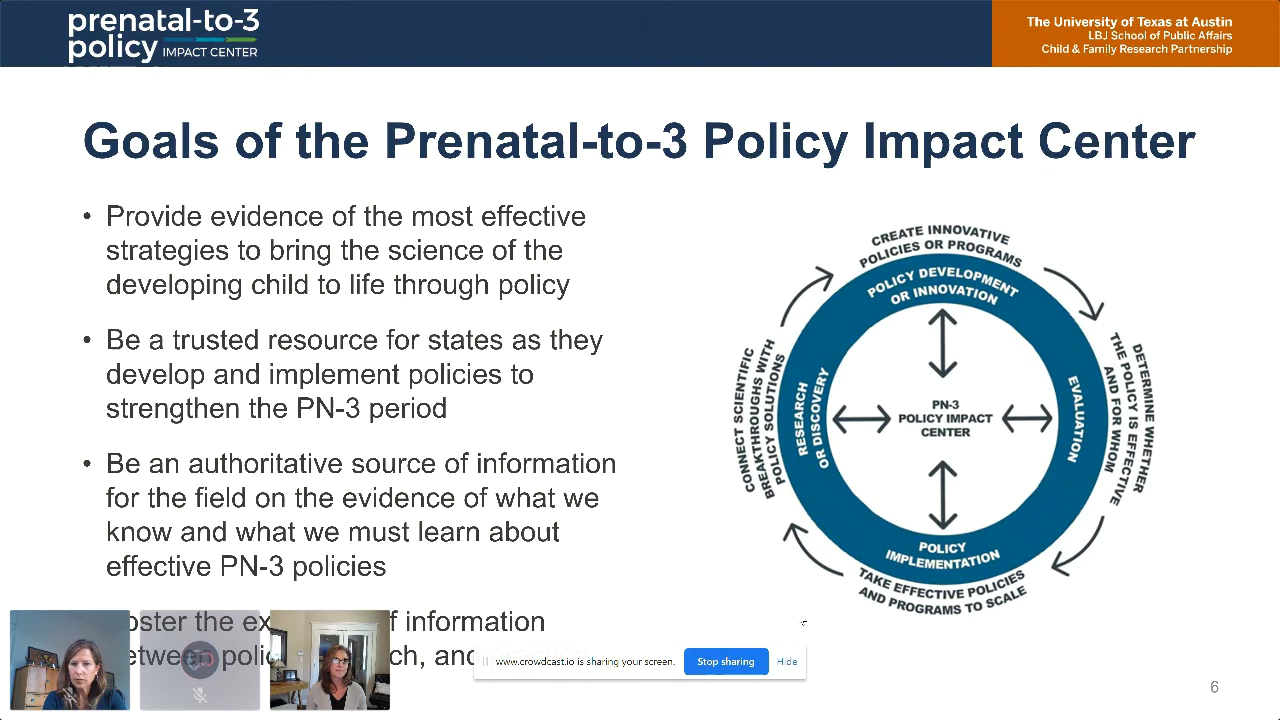 prenatal-to-3
policy IMPACT CENTER
The University of Texas at Austin
LBJ School of Public Affairs
Child & Family Research Partnership
Goals of the Prenatal-to-3 Policy Impact Center
• Provide evidence of the most effective
strategies to bring the science of the
developing child to life through policy
• Be a trusted resource for states as they
develop and implement policies to
strengthen the PN-3 period
• Be an authoritative source of information
for the field on the evidence of what we
know and what we must learn about
effective PN-3 policies
the information
and
CREATE INNOVATIVE
POLICIES OR PROGRAMS
POLICY DEVELOPMENT
OR INNOVATION
DETERMINE WHETHER
THE POLICY IS EFFECTIVE
AND FOR WHOM
EVALUATION
PN-3
POLICY IMPACT
CENTER
RESEARCH
OR DISCOVERY
CONNECT SCIENTIFIC
BREAKTHROUGHS WITH
POLICY SOLUTIONS
POLICY
IMPLEMENTATION
TAKE EFFECTIVE POLICIES
AND PROGRAMS TO SCALE
www.crowdcast.io is sharing your screen.
Stop sharing
Hide
6